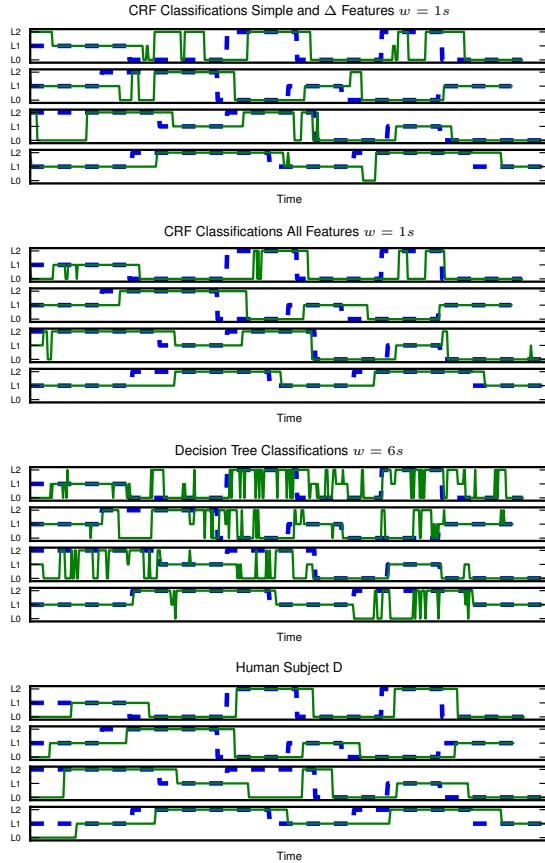 CRF Classifications Simple and Δ Features w = 1s
L2
L1
L0
L2
L1
L0
L2
L1
L0
L2
L1
L0
Time
CRF Classifications All Features w = 1s
L2
L1
L0
L2
L1
L0
L2
L1
L0
L2
L1
L0
Time
Decision Tree Classifications w = 6s
L2
L1
L0
L2
L1
L0
L2
L1
L0
L2
L1
L0
Time
Human Subject D
L2
L1
L0
L2
L1
L0
L2
L1
L0
L2
L1
L0
Time